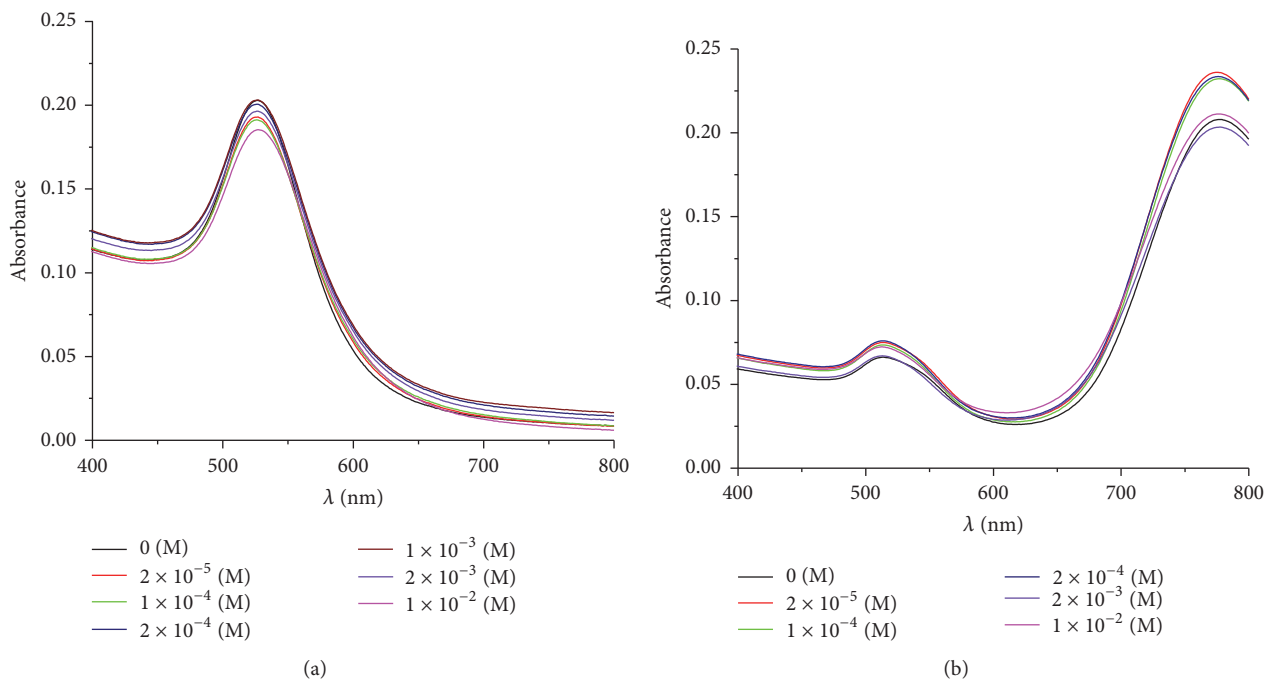 0.25
0.20
0.15
0.10
0.05
0.00
Absorbance
400 500 600 700 800
λ (nm)
0 (M)
2 × 10⁻⁵ (M)
1 × 10⁻⁴ (M)
2 × 10⁻⁴ (M)
1 × 10⁻³ (M)
2 × 10⁻³ (M)
1 × 10⁻² (M)
(a)
0.25
0.20
0.15
0.10
0.05
0.00
Absorbance
400 500 600 700 800
λ (nm)
0 (M)
2 × 10⁻⁵ (M)
1 × 10⁻⁴ (M)
2 × 10⁻⁴ (M)
2 × 10⁻³ (M)
1 × 10⁻² (M)
(b)